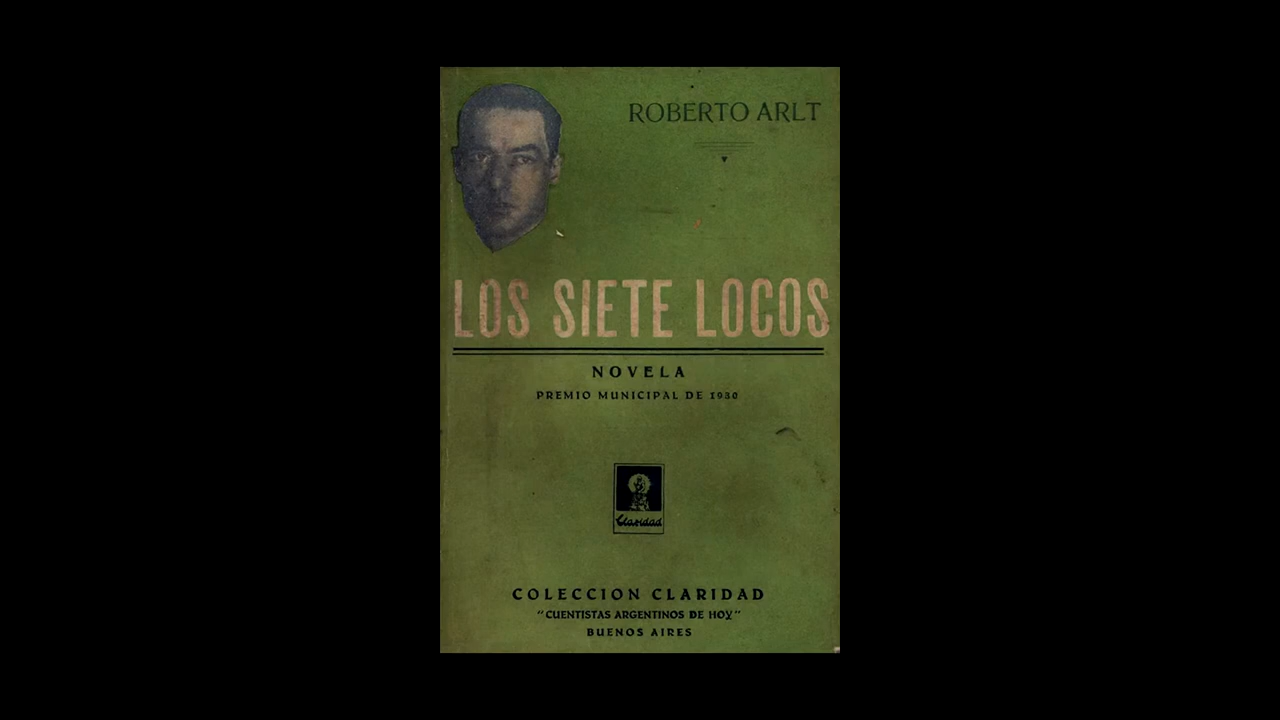 ROBERTO ARLT
LOS SIETE LOCOS
NOVELA
PREMIO MUNICIPAL DE 1930
Claridad
COLECCION CLARIDAD
"CUENTISTAS ARGENTINOS DE HOY"
BUENOS AIRES